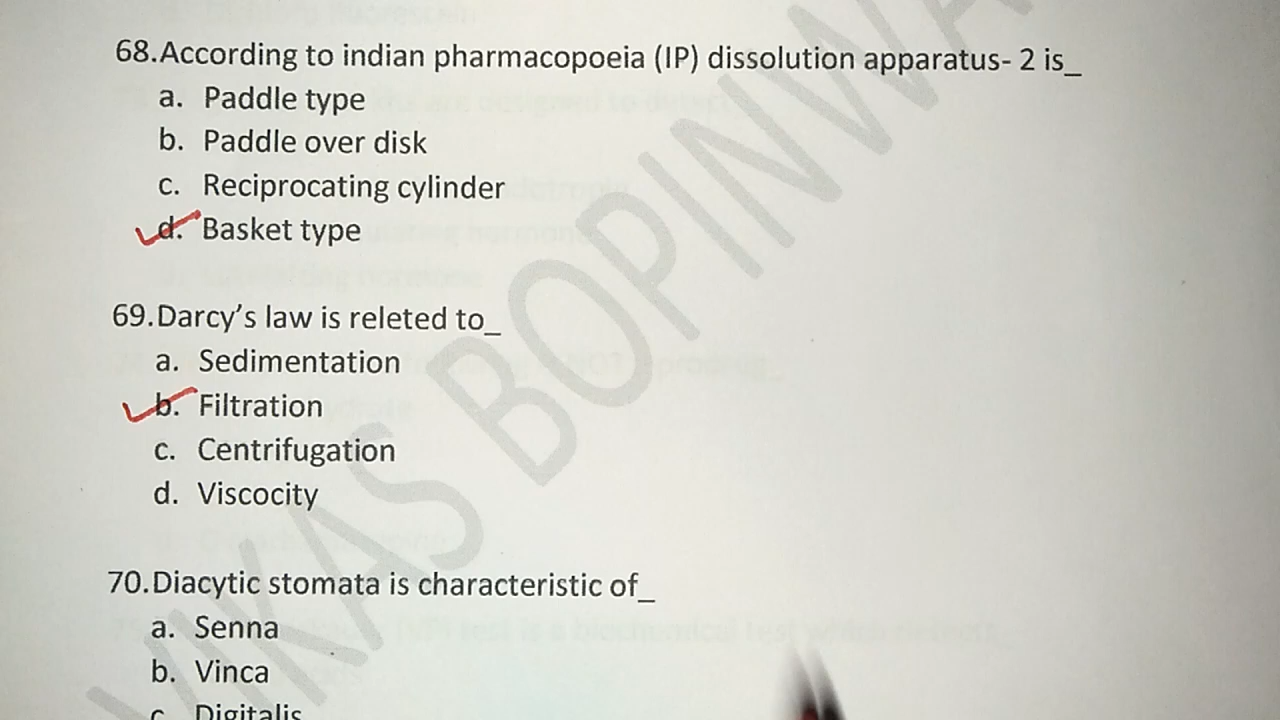 68.According to indian pharmacopoeia (IP) dissolution apparatus- 2 is_
a. Paddle type
b. Paddle over disk
c. Reciprocating cylinder
d. Basket type
69.Darcy's law is releted to_
a. Sedimentation
b. Filtration
c. Centrifugation
d. Viscocity
70.Diacytic stomata is characteristic of_
a. Senna
b. Vinca
c. Digitalis
VIKAS BOPINWA